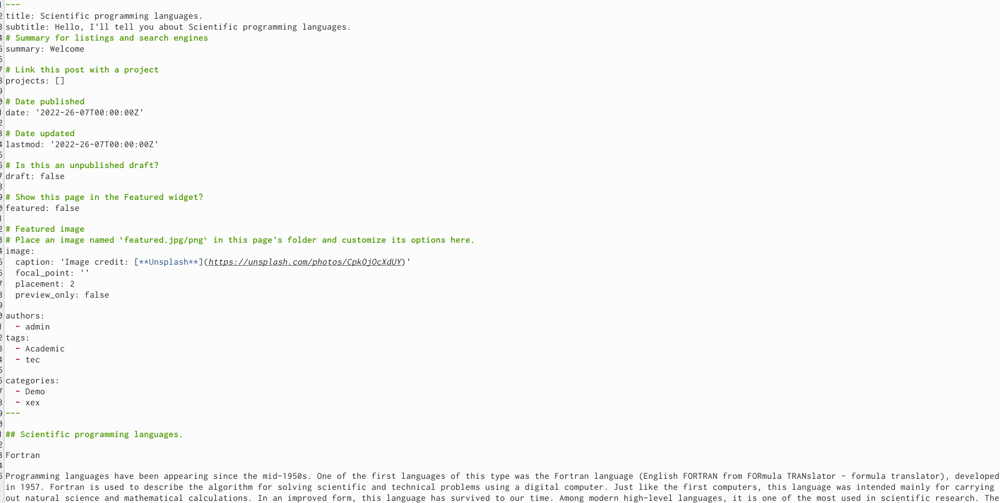 ---
title: Scientific programming languages.
subtitle: Hello, I'll tell you about Scientific programming languages.
# Summary for listings and search engines
summary: Welcome
# Link this post with a project
projects: []
# Date published
date: '2022-26-07T00:00:00Z'
# Date updated
lastmod: '2022-26-07T00:00:00Z'
# Is this an unpublished draft?
draft: false
# Show this page in the Featured widget?
featured: false
# Featured image
# Place an image named `featured.jpg/png` in this page's folder and customize its options here.
image:
  caption: 'Image credit: [**Unsplash**](https://unsplash.com/photos/CpkOjOcXdUY)'
  focal_point: ''
  placement: 2
  preview_only: false
authors:
  - admin
tags:
  - Academic
  - tec
categories:
  - Demo
  - xex
---
## Scientific programming languages.
Fortran
Programming languages have been appearing since the mid-1950s. One of the first languages of this type was the Fortran language (English FORTRAN from FORmula TRANslator - formula translator), developed
in 1957. Fortran is used to describe the algorithm for solving scientific and technical problems using a digital computer. Just like the first computers, this language was intended mainly for carrying
out natural science and mathematical calculations. In an improved form, this language has survived to our time. Among modern high-level languages, it is one of the most used in scientific research. The